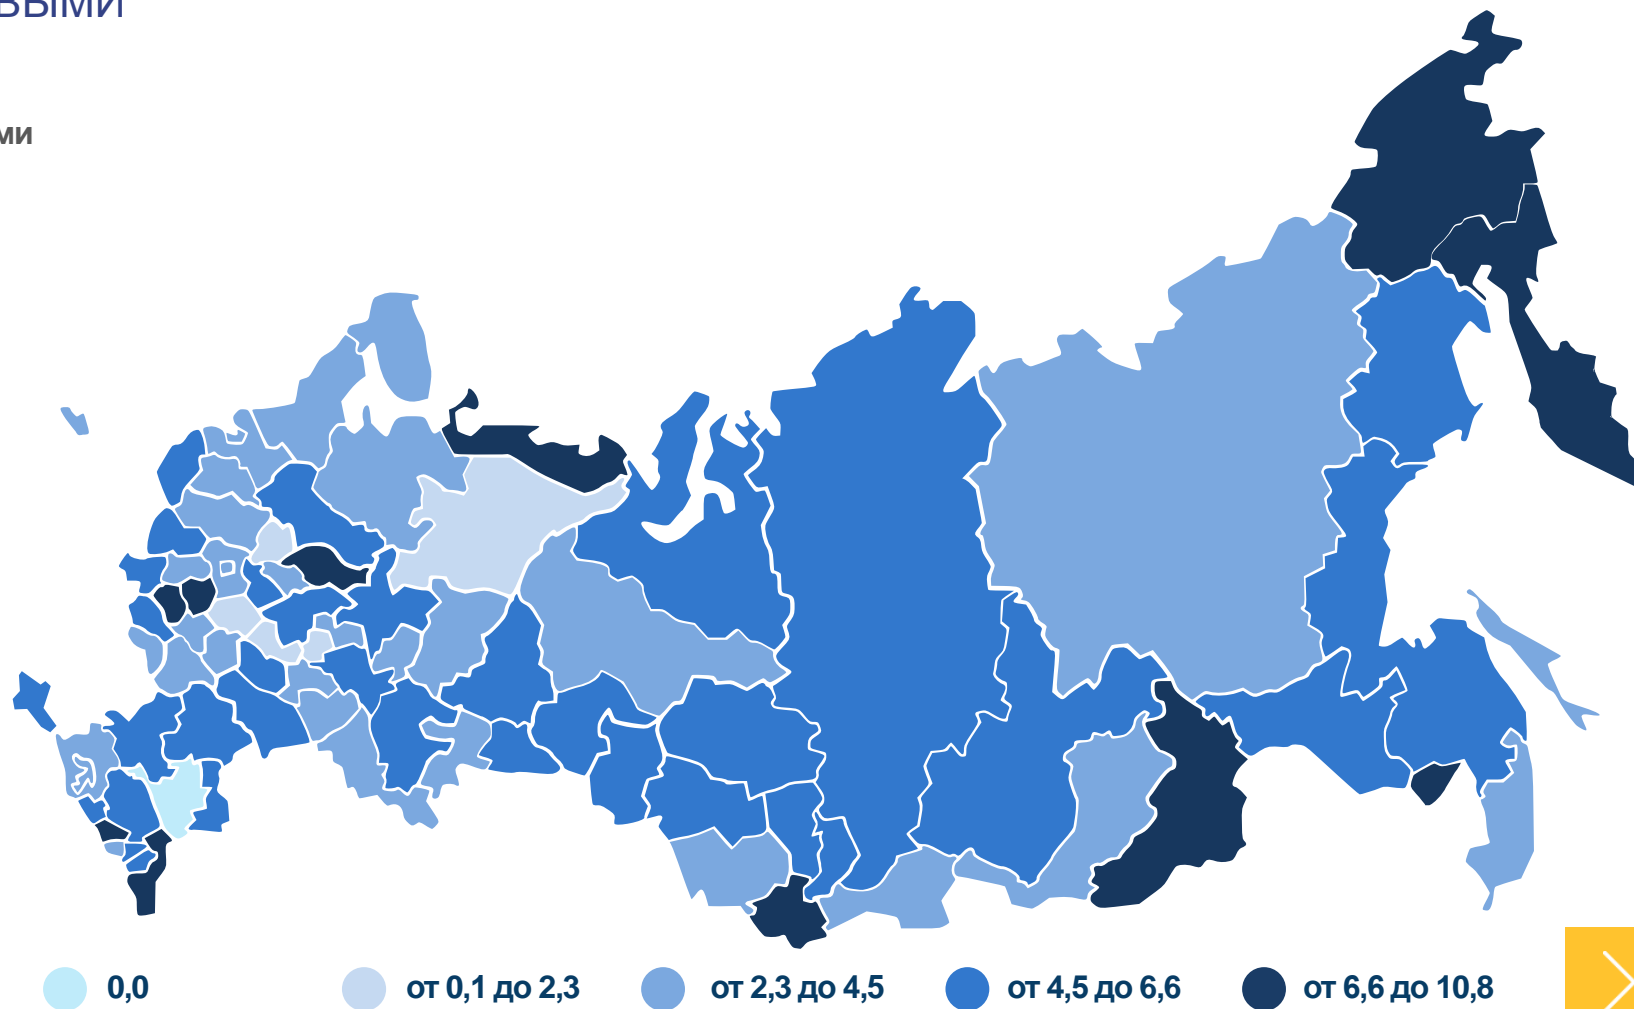 0,0
от 0,1 до 2,3
от 2,3 до 4,5
от 4,5 до 6,6
от 6,6 до 10,8